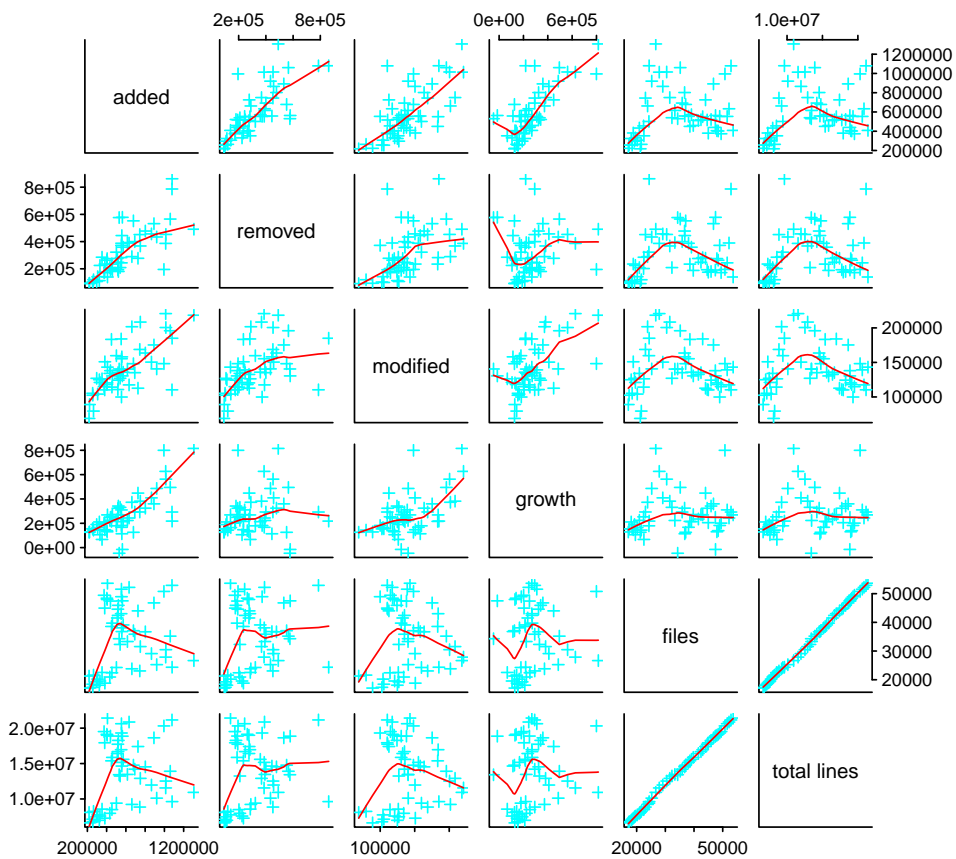 2e+05 8e+05 0e+00 6e+05 1.0e+07
added
1200000
1000000
800000
600000
400000
200000
8e+05
6e+05
4e+05
2e+05
removed
modified
200000
150000
100000
8e+05
6e+05
4e+05
2e+05
0e+00
growth
files
50000
40000
30000
20000
2.0e+07
1.5e+07
1.0e+07
total lines
200000 1200000 100000 20000 50000